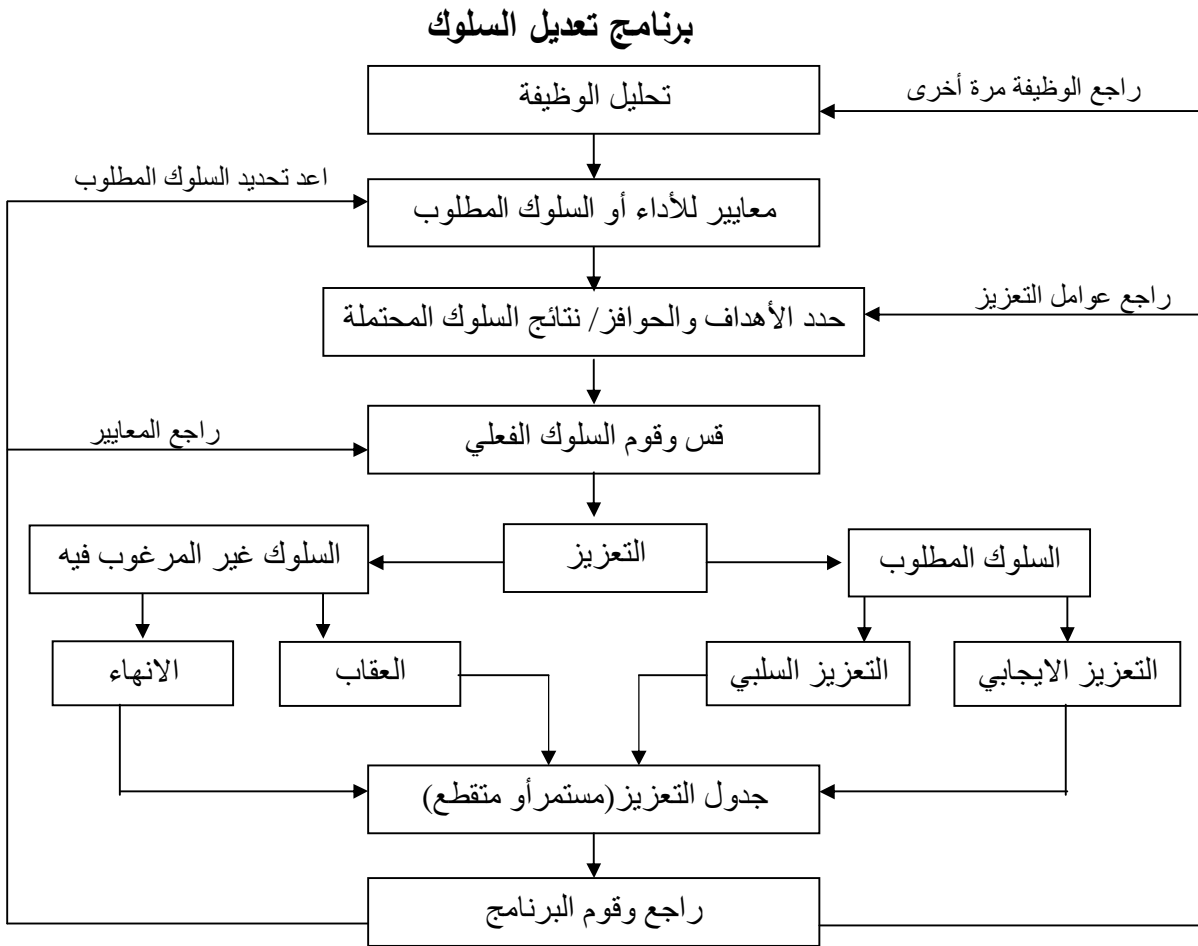 برنامج تعديل السلوك
تحليل الوظيفة
راجع الوظيفة مرة أخرى
اعد تحديد السلوك المطلوب
معايير للأداء أو السلوك المطلوب
حدد الأهداف والحوافز/ نتائج السلوك المحتملة
راجع عوامل التعزيز
قس وقوم السلوك الفعلي
راجع المعايير
التعزيز
السلوك المطلوب
السلوك غير المرغوب فيه
التعزيز الايجابي
التعزيز السلبي
العقاب
الانهاء
جدول التعزيز(مستمرأو متقطع)
راجع وقوم البرنامج